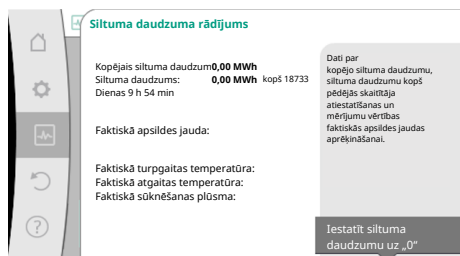 Siltuma daudzuma rādījums
Kopējais siltuma daudzum0,00 MWh
Siltuma daudzums: 0,00 MWh kopš 18733
Dienas 9 h 54 min
Faktiskā apsildes jauda:
Faktiskā turpgaitas temperatūra:
Faktiskā atgaitas temperatūra:
Faktiskā sūknēšanas plūsma:
Dati par
kopējo siltuma daudzumu,
siltuma daudzumu kopš
pēdējās skaitītāja
atiestatīšanas un
mērījumu vērtības
faktiskās apsildes jaudas
aprēķināšanai.
Iestatīt siltuma
daudzumu uz „0“